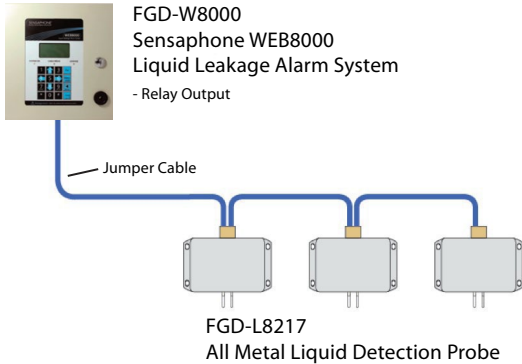 FGD-W8000
Sensaphone WEB8000
Liquid Leakage Alarm System
- Relay Output
SENSAPHONE
Jumper Cable
FGD-L8217
All Metal Liquid Detection Probe